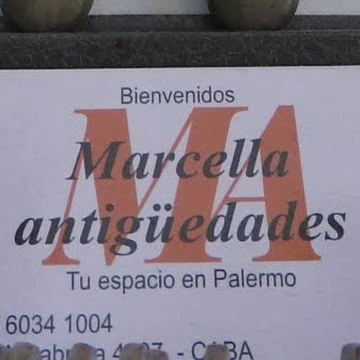 Bienvenidos
MA
Marcella
antigüedades
Tu espacio en Palermo
6034 1004
- CABA